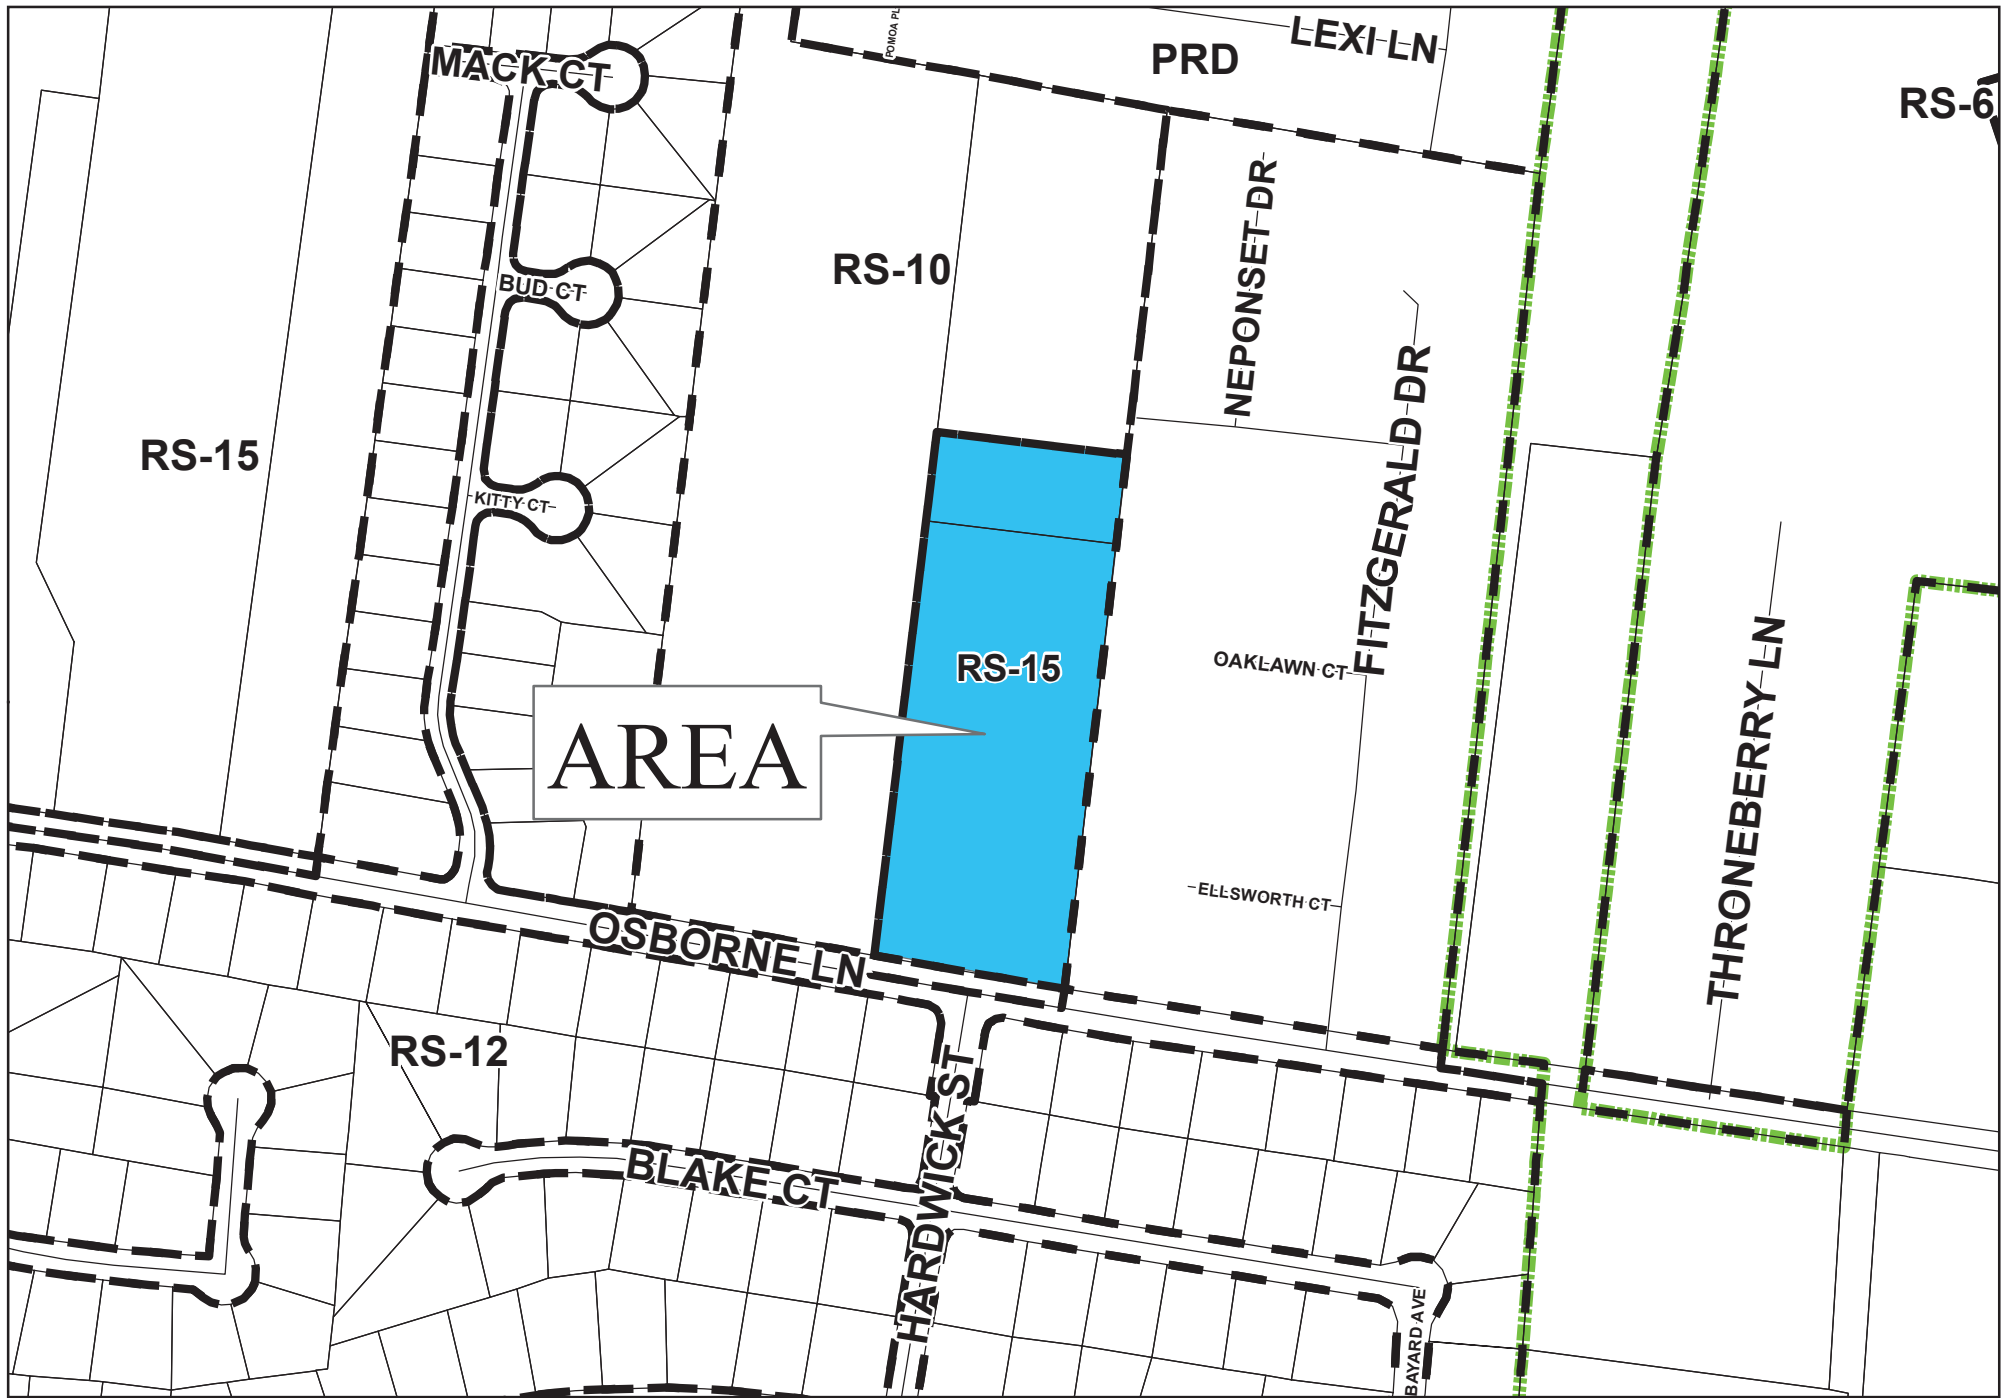 POMOA PL
LEXI LN
PRD
MACK CT
RS-6
NEPONSET DR
RS-10
BUD CT
FITZGERALD DR
RS-15
KITTY CT
RS-15
OAKLAWN CT
THRONEBERRY LN
AREA
ELLSWORTH CT
OSBORNE LN
RS-12
HARDWICK ST
BLAKE CT
BAYARD AVE